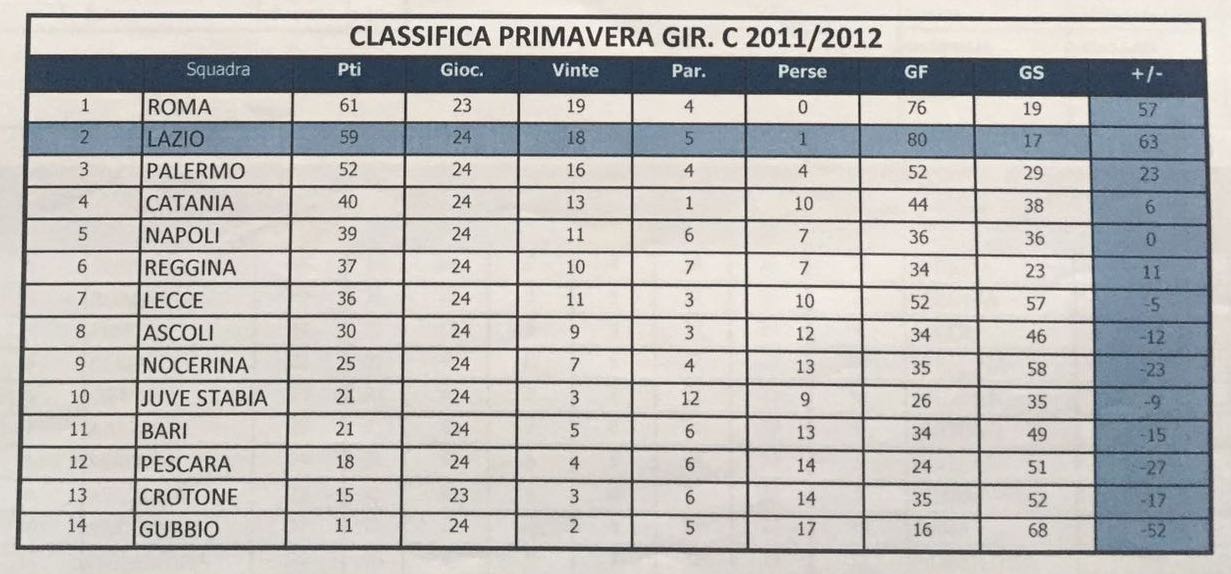 CLASSIFICA PRIMAVERA GIR. C 2011/2012
Squadra Pti Gioc. Vinte Par. Perse GF GS +/-
1 ROMA 61 23 19 4 0 76 19 57
2 LAZIO 59 24 18 5 1 80 17 63
3 PALERMO 52 24 16 4 4 52 29 23
4 CATANIA 40 24 13 1 10 44 38 6
5 NAPOLI 39 24 11 6 7 36 36 0
6 REGGINA 37 24 10 7 7 34 23 11
7 LECCE 36 24 11 3 10 52 57 -5
8 ASCOLI 30 24 9 3 12 34 46 -12
9 NOCERINA 25 24 7 4 13 35 58 -23
10 JUVE STABIA 21 24 3 12 9 26 35 -9
11 BARI 21 24 5 6 13 34 49 -15
12 PESCARA 18 24 4 6 14 24 51 -27
13 CROTONE 15 23 3 6 14 35 52 -17
14 GUBBIO 11 24 2 5 17 16 68 -52